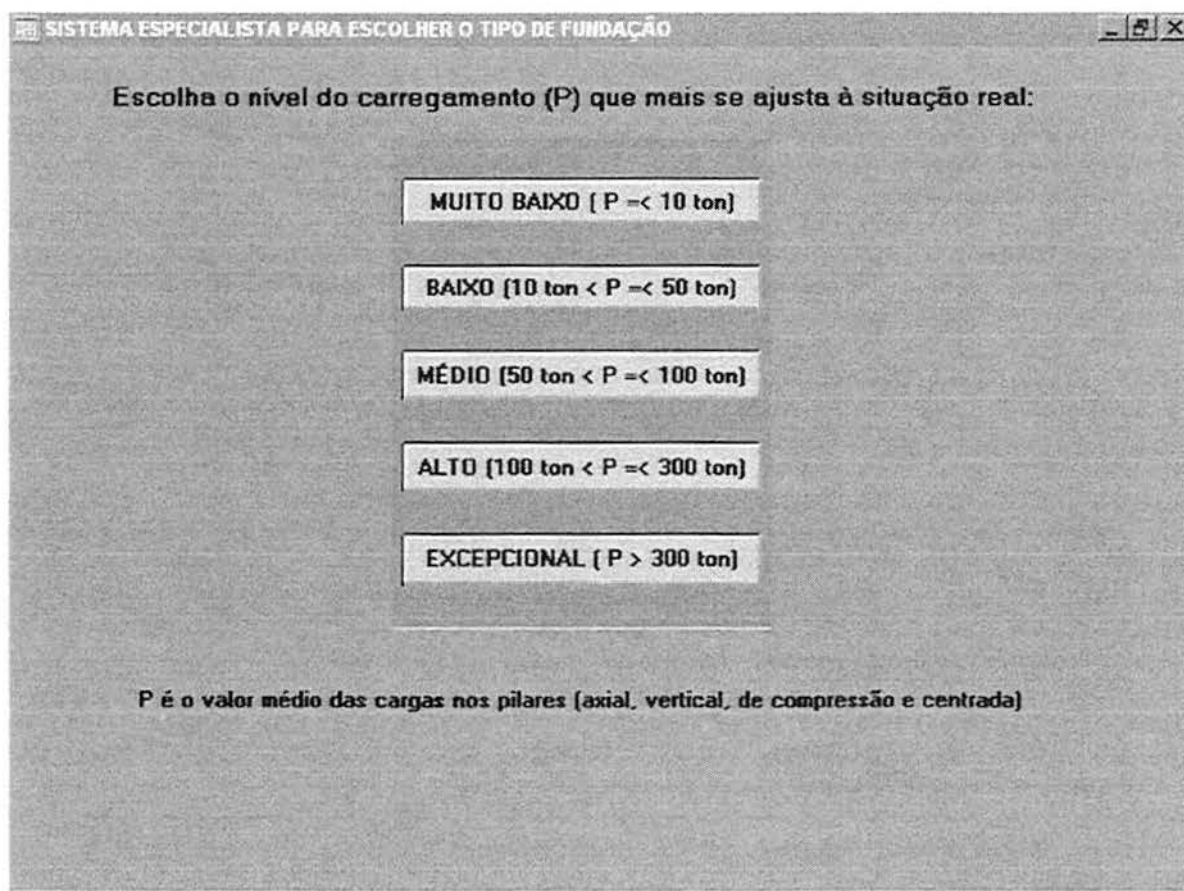 SISTEMA ESPECIALISTA PARA ESCOLHER O TIPO DE FUNDAÇÃO
Escolha o nível do carregamento (P) que mais se ajusta à situação real:
MUITO BAIXO ( P =< 10 ton)
BAIXO (10 ton < P =< 50 ton)
MÉDIO (50 ton < P =< 100 ton)
ALTO (100 ton < P =< 300 ton)
EXCEPCIONAL ( P > 300 ton)
P é o valor médio das cargas nos pilares (axial, vertical, de compressão e centrada)